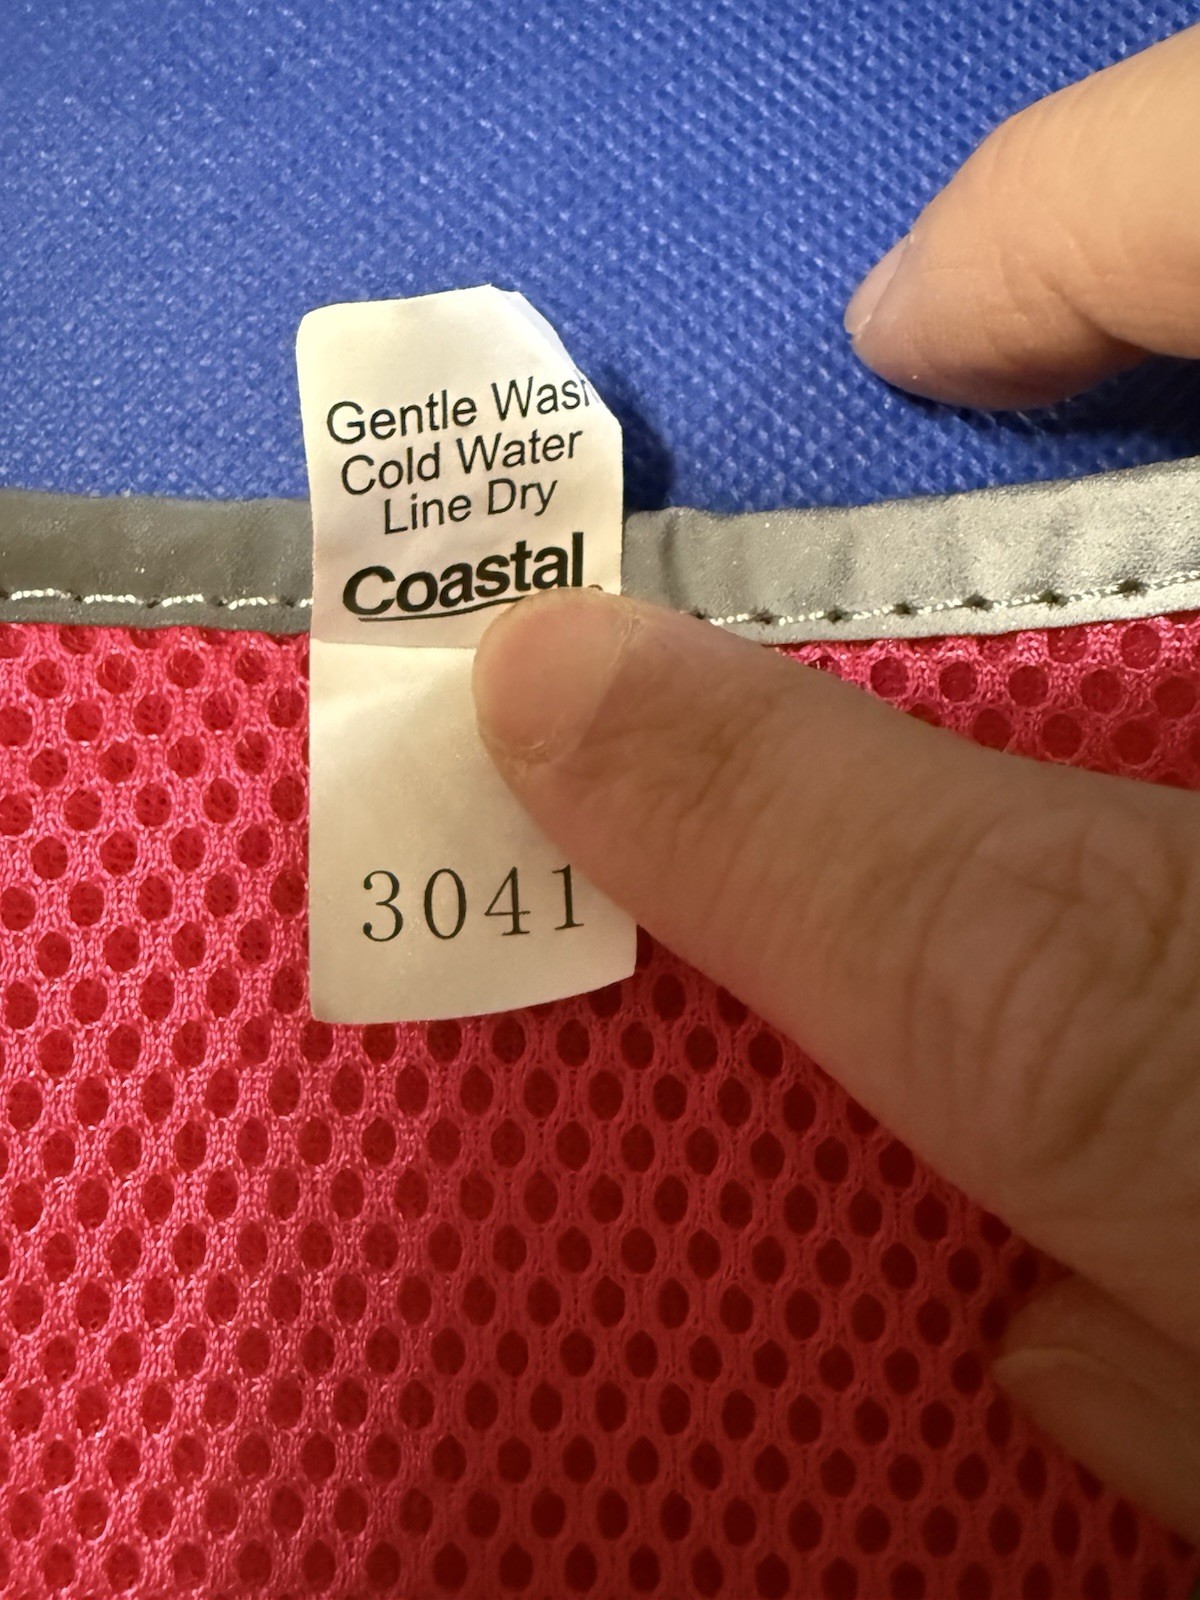 Gentle Wash
Cold Water
Line Dry
Coastal
3041